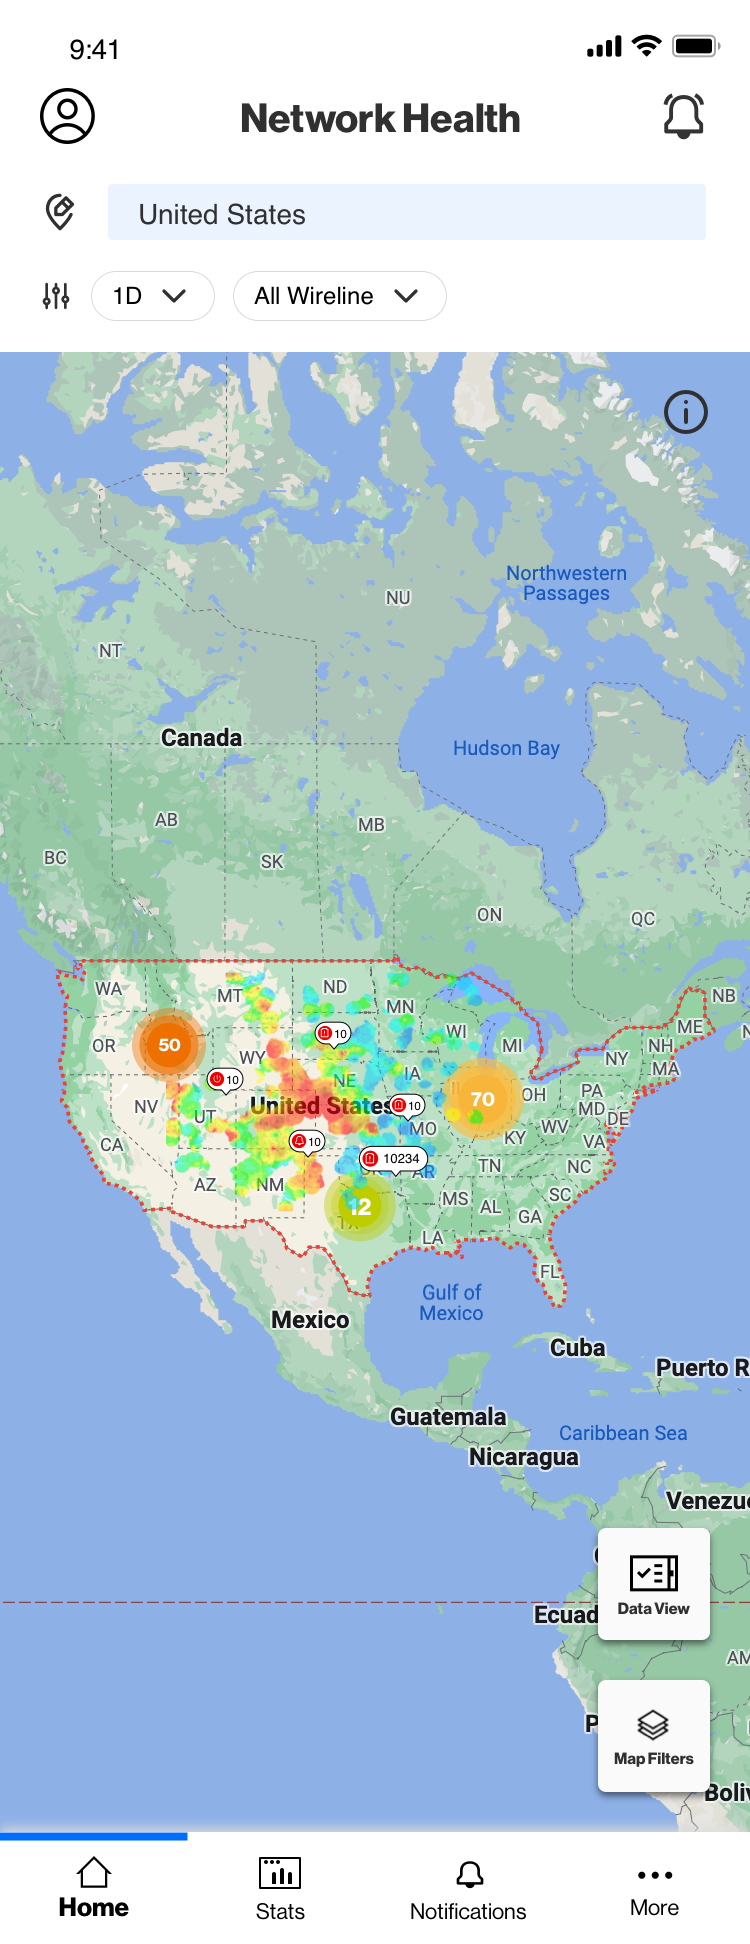 9:41
Network Health
United States
1D
All Wireline
Northwestern
Passages
NU
NT
Canada
Hudson Bay
AB
MB
BC
SK
ON
QC
WA
MT
ND
MN
NB
ME
OR
50
10
WI
MI
NH
NY
MA
WY
10
NE
IA
70
OH
PA
MD
DE
NV
UT
United States
10
MO
WV
KY
VA
CA
10
10234
AR
TN
NC
AZ
NM
MS
AL
SC
GA
12
LA
FL
Gulf of
Mexico
Mexico
Cuba
Puerto R
Guatemala
Caribbean Sea
Nicaragua
Venezu
Data View
Ecuad
AM
P
Map Filters
Boliv
Home
Stats
Notifications
More